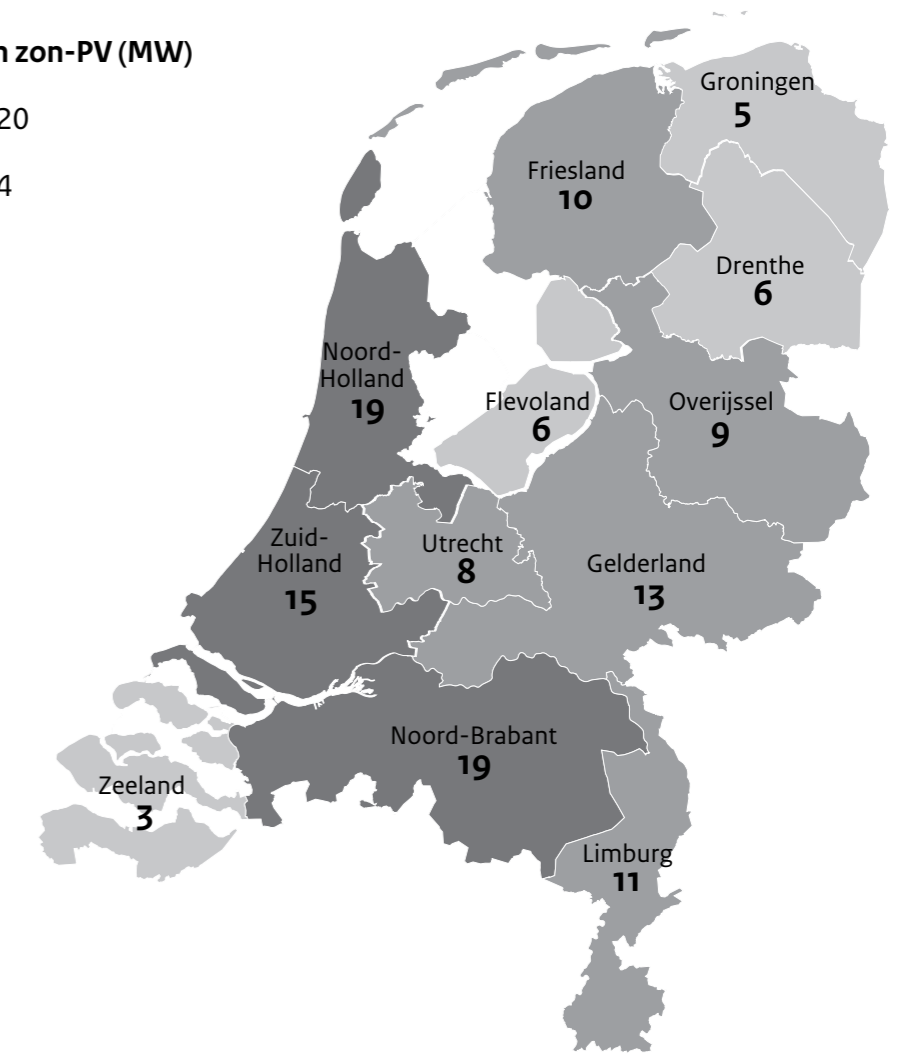 zon-PV (MW)
20
4
Groningen
5
Friesland
10
Drenthe
6
Noord-
Holland
19
Flevoland
6
Overijssel
9
Zuid-
Holland
15
Utrecht
8
Gelderland
13
Noord-Brabant
19
Zeeland
3
Limburg
11